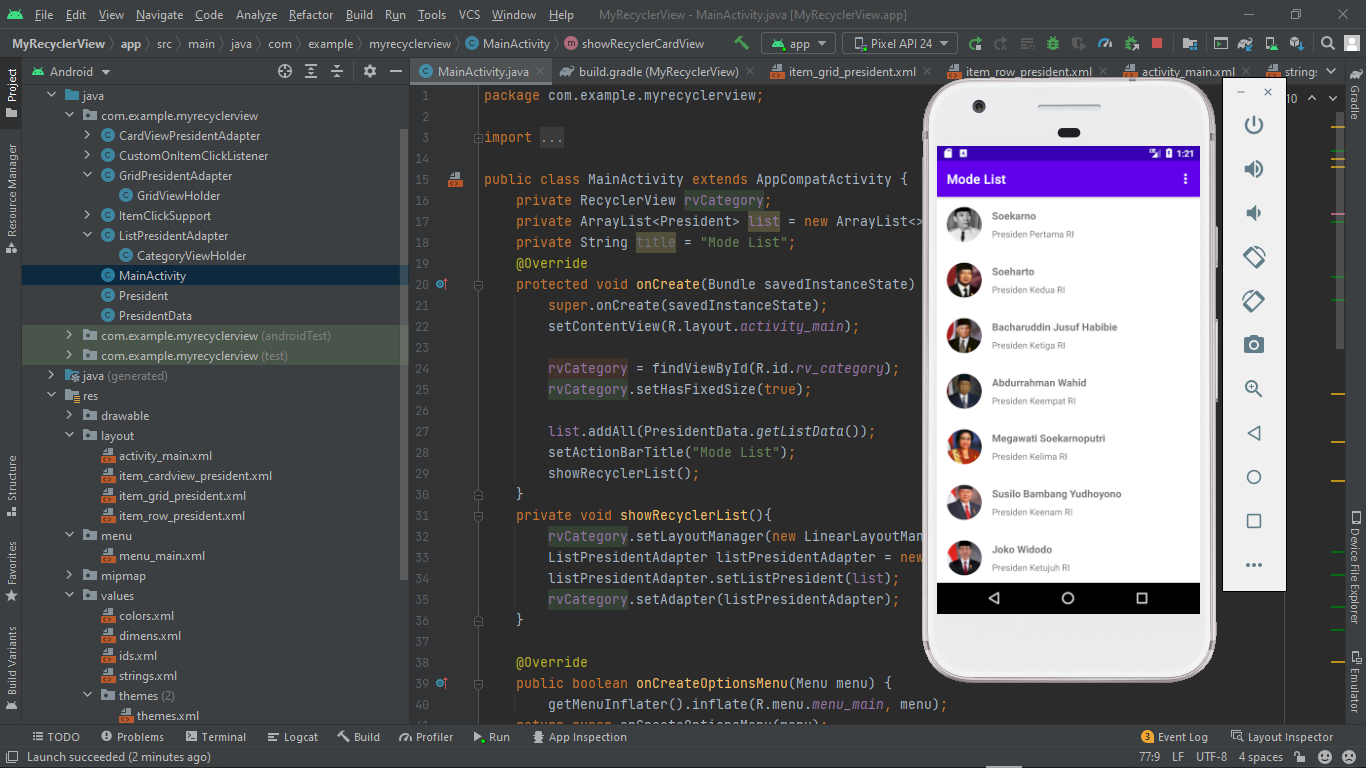 File Edit View Navigate Code Analyze Refactor Build Run Tools VCS Window Help MyRecyclerView - MainActivity.java [MyRecyclerView.app]
MyRecyclerView app src main java com example myrecyclerview MainActivity showRecyclerCardView app Pixel API 24
Android
MainActivity.java build.gradle (MyRecyclerView) item_grid_president.xml item_row_president.xml activity_main.xml strings
Project
Resource Manager
Structure
Favorites
Build Variants
java
com.example.myrecyclerview
CardViewPresidentAdapter
CustomOnItemClickListener
GridPresidentAdapter
GridViewHolder
ItemClickSupport
ListPresidentAdapter
CategoryViewHolder
MainActivity
President
PresidentData
com.example.myrecyclerview (androidTest)
com.example.myrecyclerview (test)
java (generated)
res
drawable
layout
activity_main.xml
item_cardview_president.xml
item_grid_president.xml
item_row_president.xml
menu
menu_main.xml
mipmap
values
colors.xml
dimens.xml
ids.xml
strings.xml
themes (2)
themes.xml
1 package com.example.myrecyclerview;
2
3 import ...
14
15 public class MainActivity extends AppCompatActivity {
16 private RecyclerView rvCategory;
17 private ArrayList<President> list = new ArrayList<>
18 private String title = "Mode List";
19 @Override
20 protected void onCreate(Bundle savedInstanceState)
21 super.onCreate(savedInstanceState);
22 setContentView(R.layout.activity_main);
23
24 rvCategory = findViewById(R.id.rv_category);
25 rvCategory.setHasFixedSize(true);
26
27 list.addAll(PresidentData.getListData());
28 setActionBarTitle("Mode List");
29 showRecyclerList();
30 }
31 private void showRecyclerList(){
32 rvCategory.setLayoutManager(new LinearLayoutMan
33 ListPresidentAdapter listPresidentAdapter = new
34 listPresidentAdapter.setListPresident(list);
35 rvCategory.setAdapter(listPresidentAdapter);
36 }
37
38 @Override
39 public boolean onCreateOptionsMenu(Menu menu) {
40 getMenuInflater().inflate(R.menu.menu_main, menu);
return super.onCreateOptionsMenu(menu);
1:21
Mode List
Soekarno
Presiden Pertama RI
Soeharto
Presiden Kedua RI
Bacharuddin Jusuf Habibie
Presiden Ketiga RI
Abdurrahman Wahid
Presiden Keempat RI
Megawati Soekarnoputri
Presiden Kelima RI
Susilo Bambang Yudhoyono
Presiden Keenam RI
Joko Widodo
Presiden Ketujuh RI
10
Gradle
Device File Explorer
Emulator
TODO Problems Terminal Logcat Build Profiler Run App Inspection 3 Event Log Layout Inspector
Launch succeeded (2 minutes ago) 77:9 LF UTF-8 4 spaces